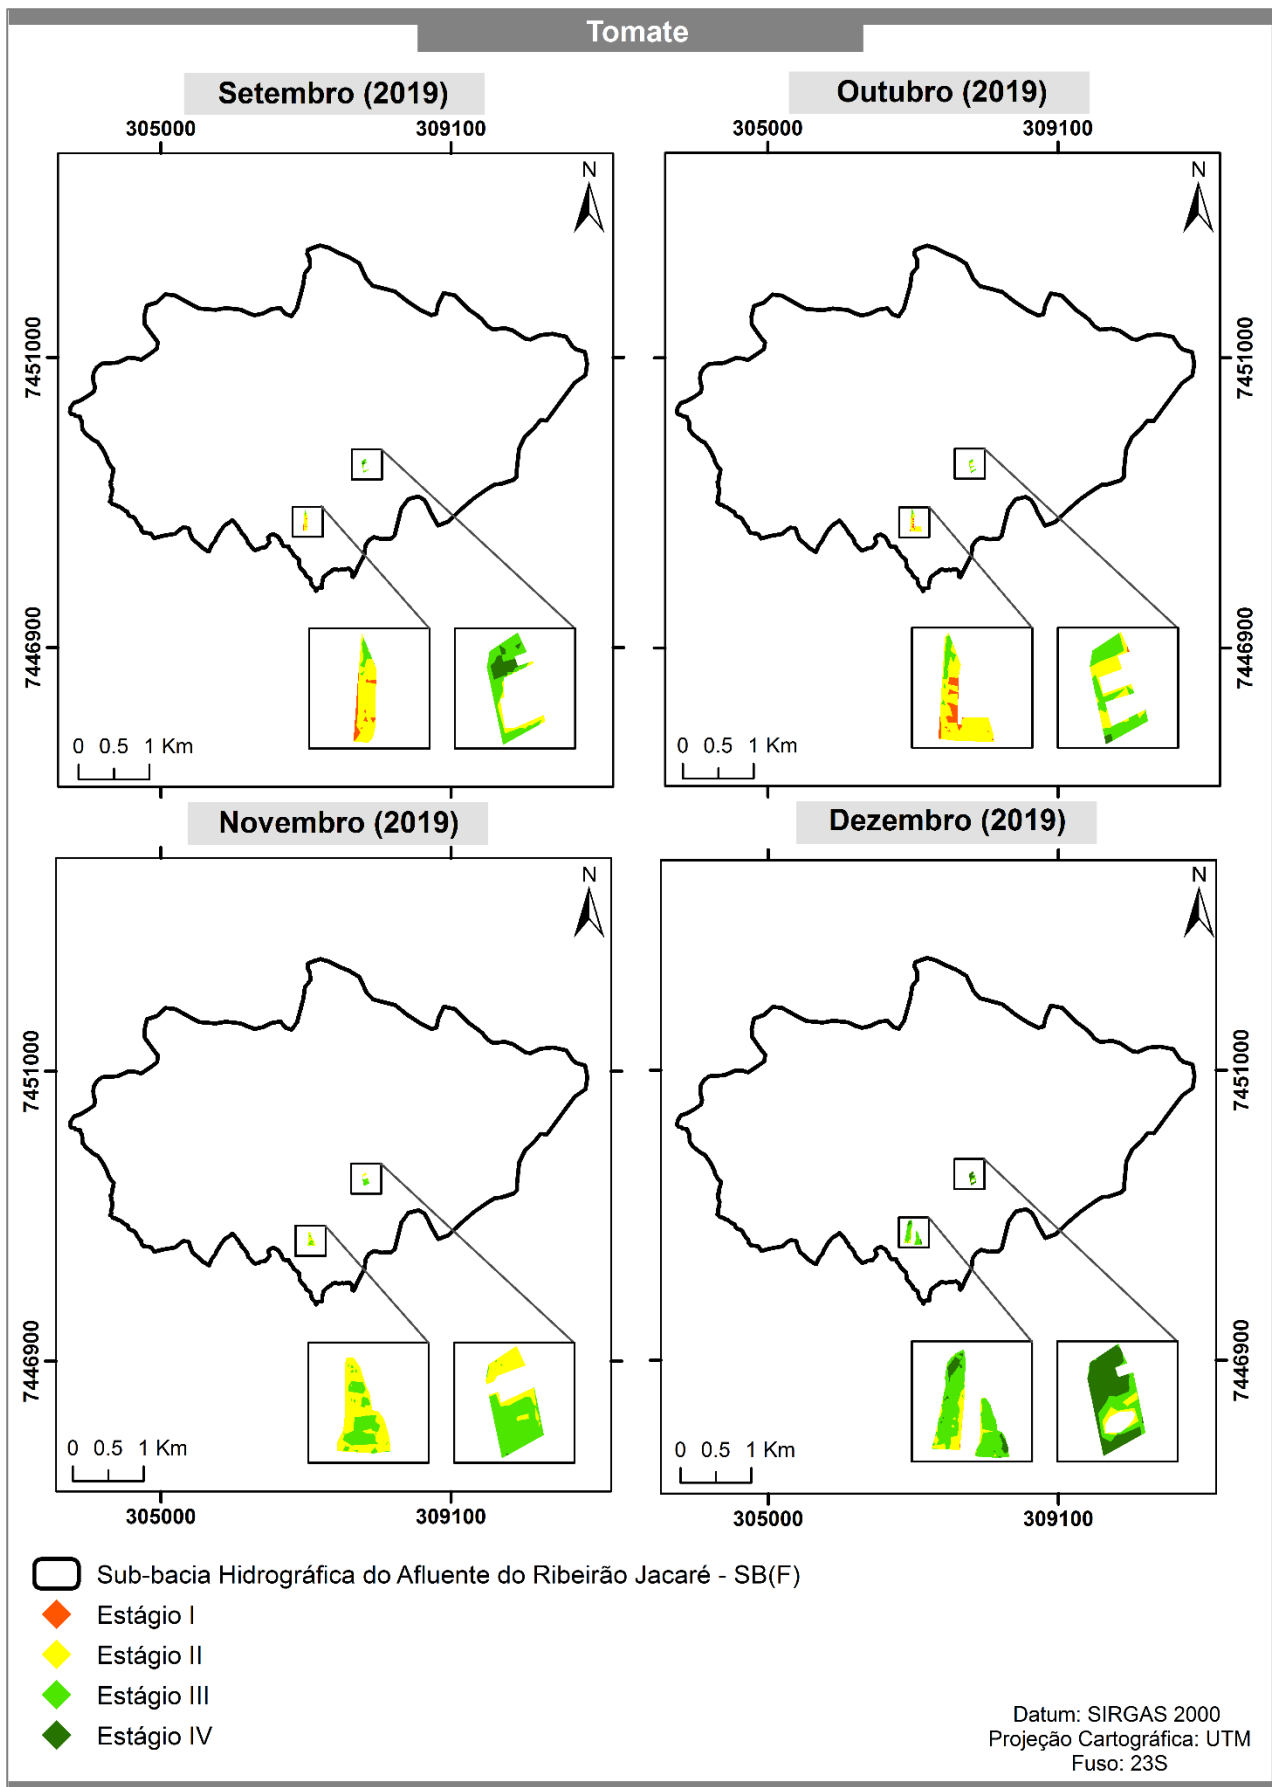 Tomate
Setembro (2019)
Outubro (2019)
305000
309100
305000
309100
N
N
7451000
7451000
7446900
7446900
0 0.5 1 Km
0 0.5 1 Km
Novembro (2019)
Dezembro (2019)
N
N
7451000
7451000
7446900
7446900
0 0.5 1 Km
0 0.5 1 Km
305000
309100
305000
309100
Sub-bacia Hidrográfica do Afluente do Ribeirão Jacaré - SB(F)
Estágio I
Estágio II
Estágio III
Estágio IV
Datum: SIRGAS 2000
Projeção Cartográfica: UTM
Fuso: 23S